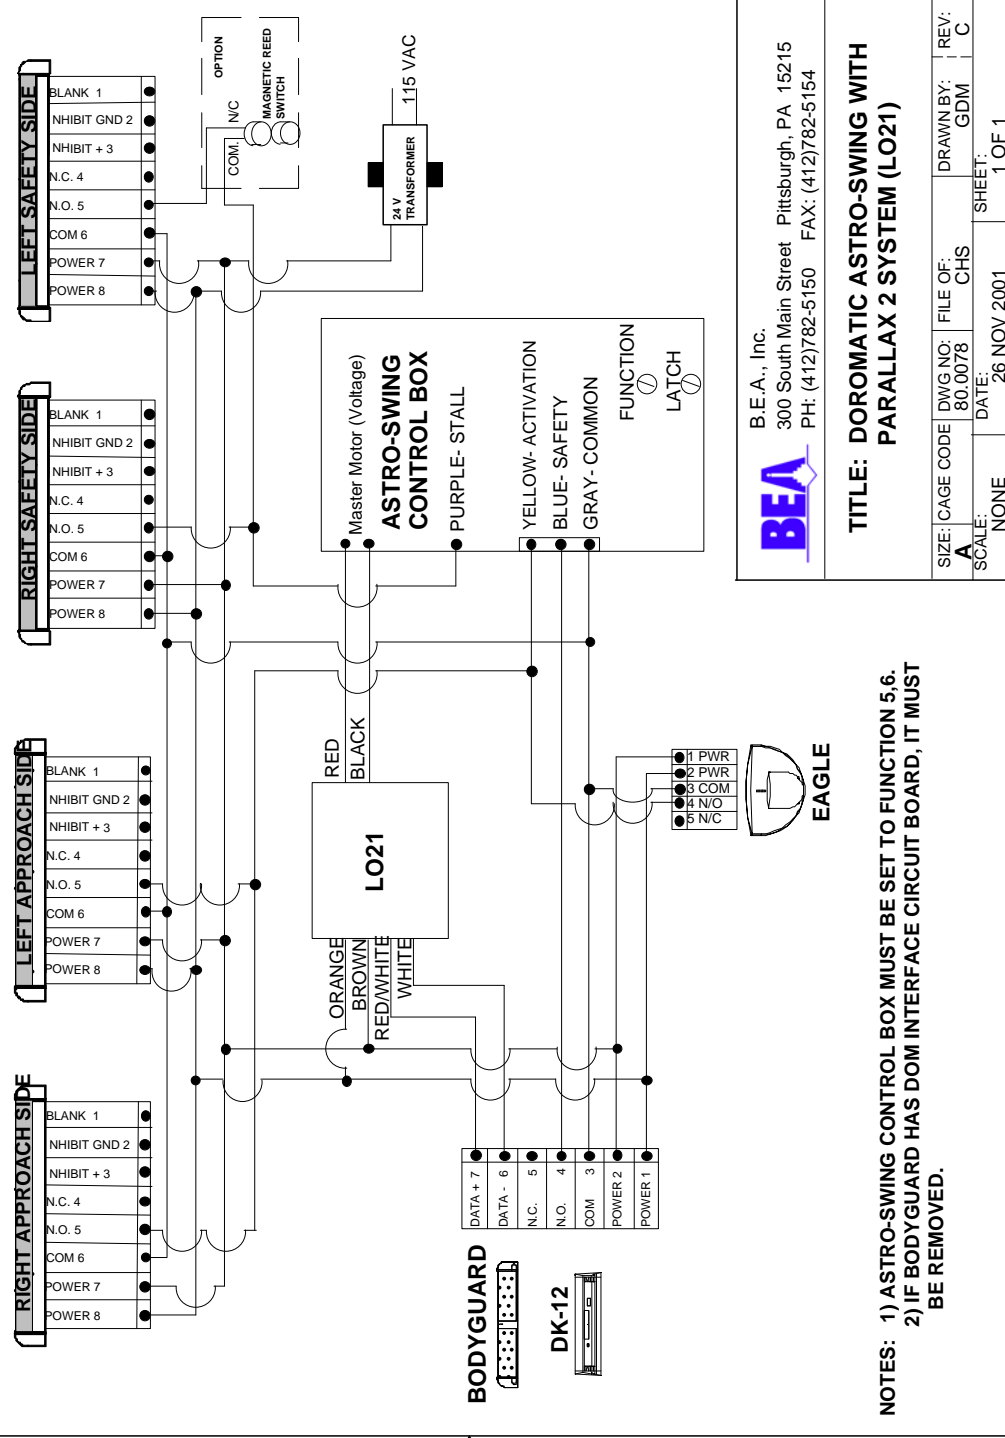 LEFT SAFETY SIDE
BLANK 1
NHIBIT GND 2
NHIBIT + 3
N.C. 4
N.O. 5
COM 6
POWER 7
POWER 8
RIGHT SAFETY SIDE
BLANK 1
NHIBIT GND 2
NHIBIT + 3
N.C. 4
N.O. 5
COM 6
POWER 7
POWER 8
LEFT APPROACH SIDE
BLANK 1
NHIBIT GND 2
NHIBIT + 3
N.C. 4
N.O. 5
COM 6
POWER 7
POWER 8
RIGHT APPROACH SIDE
BLANK 1
NHIBIT GND 2
NHIBIT + 3
N.C. 4
N.O. 5
COM 6
POWER 7
POWER 8
OPTION
N/C
COM.
MAGNETIC REED
SWITCH
115 VAC
24 V
TRANSFORMER
Master Motor (Voltage)
ASTRO-SWING
CONTROL BOX
PURPLE- STALL
YELLOW- ACTIVATION
BLUE- SAFETY
GRAY- COMMON
FUNCTION
LATCH
RED
BLACK
LO21
ORANGE
BROWN
RED/WHITE
WHITE
1 PWR
2 PWR
3 COM
4 N/O
5 N/C
EAGLE
BODYGUARD
DK-12
DATA + 7
DATA - 6
N.C. 5
N.O. 4
COM 3
POWER 2
POWER 1
BEA
B.E.A., Inc.
300 South Main Street Pittsburgh, PA 15215
PH: (412)782-5150 FAX: (412)782-5154
TITLE: DOROMATIC ASTRO-SWING WITH
PARALLAX 2 SYSTEM (LO21)
SIZE: A
CAGE CODE
DWG NO: 80.0078
FILE OF: CHS
DRAWN BY: GDM
REV: C
SCALE: NONE
DATE: 26 NOV 2001
SHEET: 1 OF 1
NOTES: 1) ASTRO-SWING CONTROL BOX MUST BE SET TO FUNCTION 5,6.
2) IF BODYGUARD HAS DOM INTERFACE CIRCUIT BOARD, IT MUST
BE REMOVED.